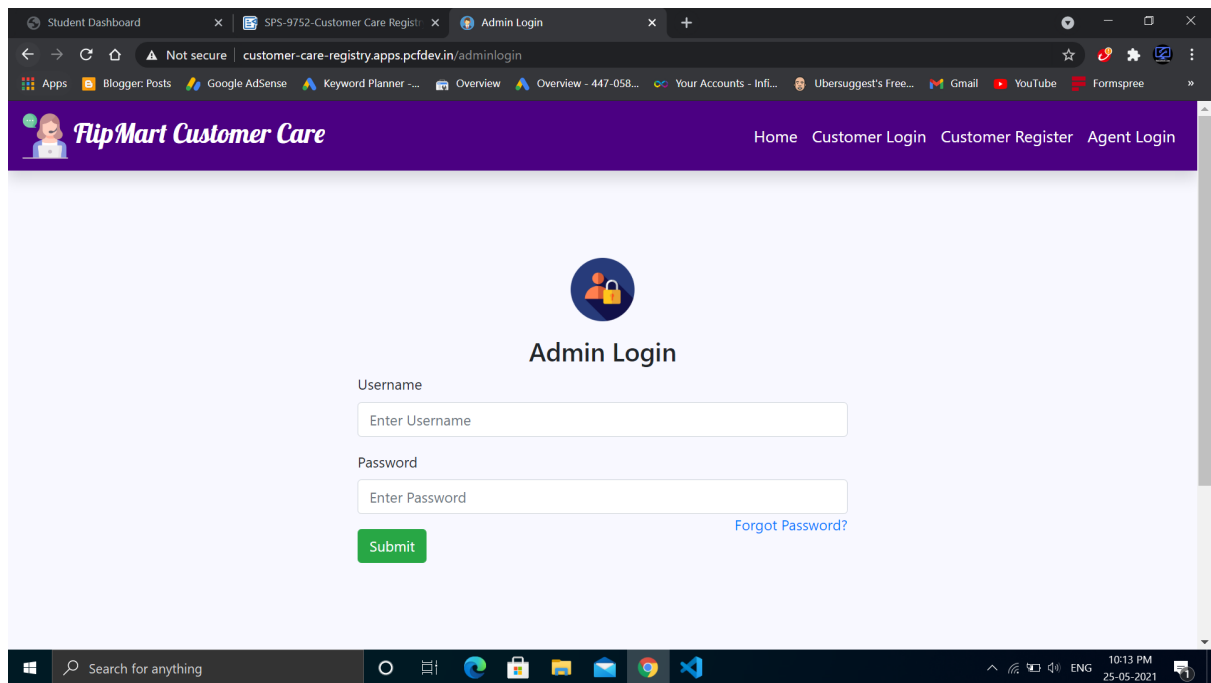 Student Dashboard SPS-9752-Customer Care Registr Admin Login
Not secure customer-care-registry.apps.pcfdev.in/adminlogin
Apps Blogger: Posts Google AdSense Keyword Planner -... Overview Overview - 447-058... Your Accounts - Infi... Ubersuggest's Free... Gmail YouTube Formspree »
FlipMart Customer Care Home Customer Login Customer Register Agent Login
Admin Login
Username
Enter Username
Password
Enter Password
Forgot Password?
Submit
Search for anything ENG 10:13 PM
25-05-2021 1